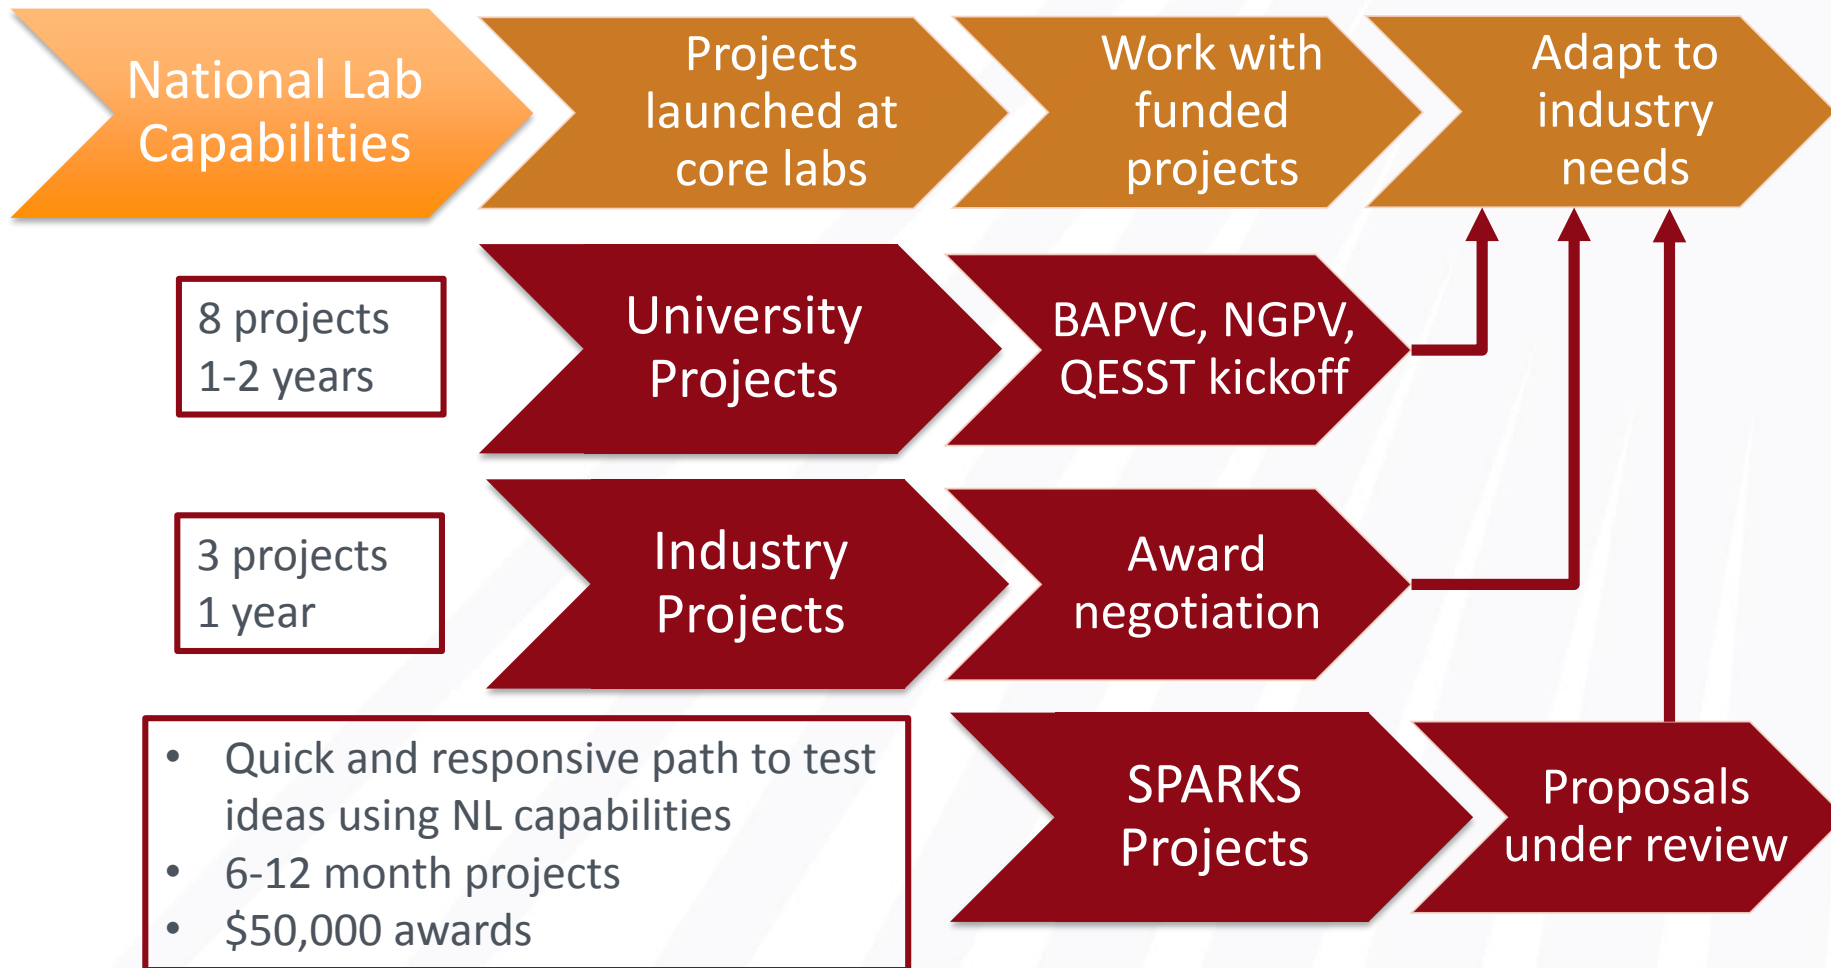 National Lab
Capabilities
Projects
launched at
core labs
Work with
funded
projects
Adapt to
industry
needs
8 projects
1-2 years
University
Projects
BAPVC, NGPV,
QESST kickoff
3 projects
1 year
Industry
Projects
Award
negotiation
• Quick and responsive path to test
ideas using NL capabilities
• 6-12 month projects
• $50,000 awards
SPARKS
Projects
Proposals
under review